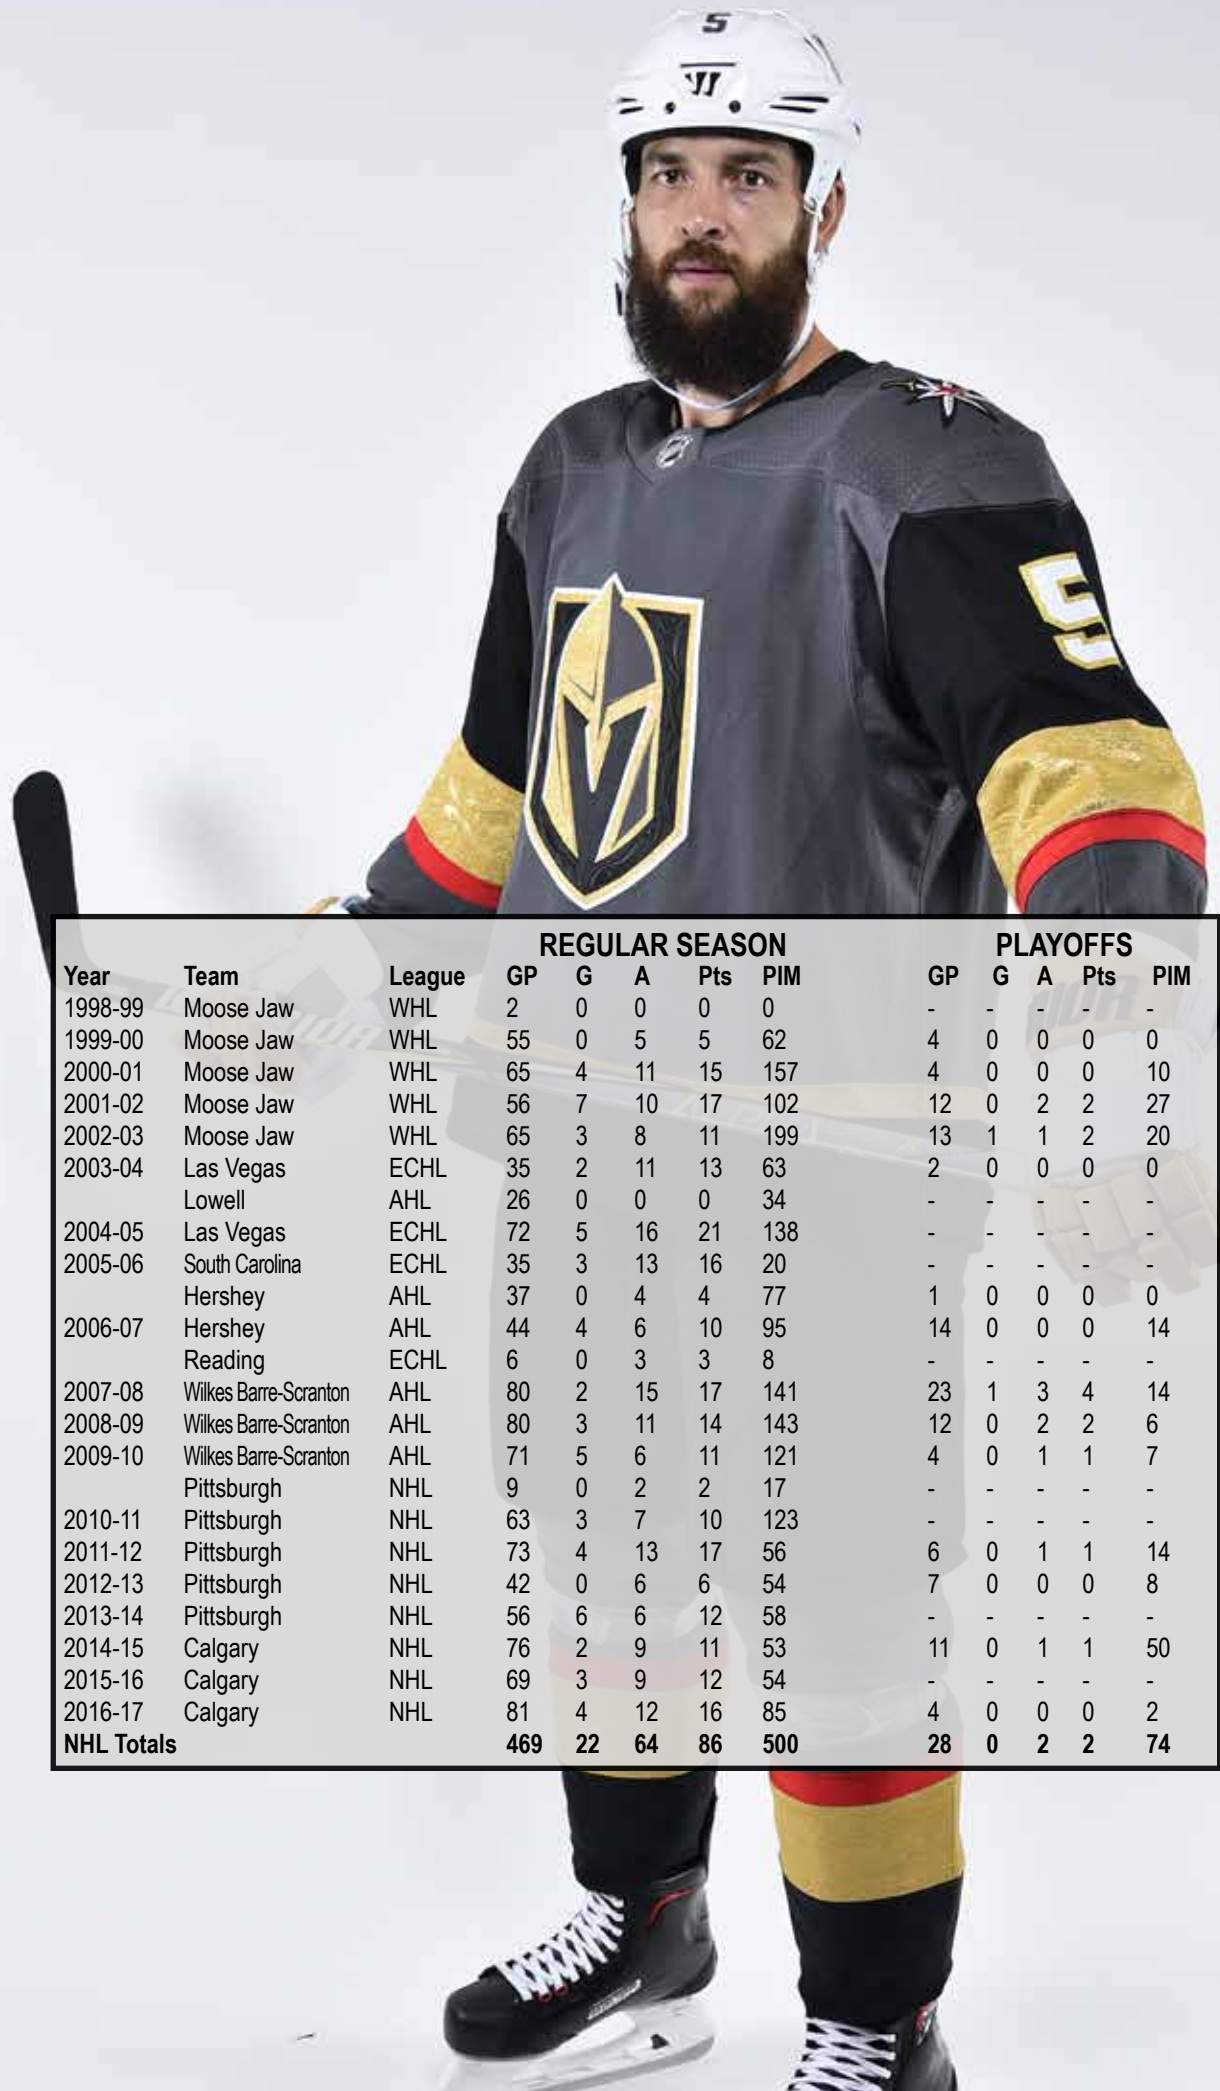 5
5
REGULAR SEASON PLAYOFFS
Year Team League GP G A Pts PIM GP G A Pts PIM
1998-99 Moose Jaw WHL 2 0 0 0 0 - - - - -
1999-00 Moose Jaw WHL 55 0 5 5 62 4 0 0 0 0
2000-01 Moose Jaw WHL 65 4 11 15 157 4 0 0 0 10
2001-02 Moose Jaw WHL 56 7 10 17 102 12 0 2 2 27
2002-03 Moose Jaw WHL 65 3 8 11 199 13 1 1 2 20
2003-04 Las Vegas ECHL 35 2 11 13 63 2 0 0 0 0
Lowell AHL 26 0 0 0 34 - - - - -
2004-05 Las Vegas ECHL 72 5 16 21 138 - - - - -
2005-06 South Carolina ECHL 35 3 13 16 20 - - - - -
Hershey AHL 37 0 4 4 77 1 0 0 0 0
2006-07 Hershey AHL 44 4 6 10 95 14 0 0 0 14
Reading ECHL 6 0 3 3 8 - - - - -
2007-08 Wilkes Barre-Scranton AHL 80 2 15 17 141 23 1 3 4 14
2008-09 Wilkes Barre-Scranton AHL 80 3 11 14 143 12 0 2 2 6
2009-10 Wilkes Barre-Scranton AHL 71 5 6 11 121 4 0 1 1 7
Pittsburgh NHL 9 0 2 2 17 - - - - -
2010-11 Pittsburgh NHL 63 3 7 10 123 - - - - -
2011-12 Pittsburgh NHL 73 4 13 17 56 6 0 1 1 14
2012-13 Pittsburgh NHL 42 0 6 6 54 7 0 0 0 8
2013-14 Pittsburgh NHL 56 6 6 12 58 - - - - -
2014-15 Calgary NHL 76 2 9 11 53 11 0 1 1 50
2015-16 Calgary NHL 69 3 9 12 54 - - - - -
2016-17 Calgary NHL 81 4 12 16 85 4 0 0 0 2
NHL Totals 469 22 64 86 500 28 0 2 2 74